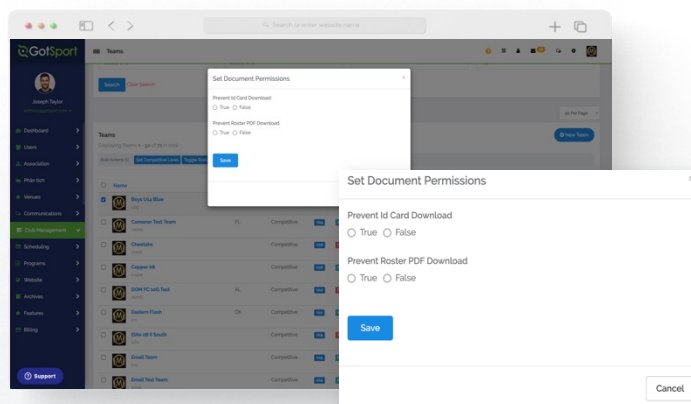 Search or enter website name
GotSport
Teams
Joseph Taylor
Search Clear Search
Set Document Permissions
Prevent Id Card Download
True False
Prevent Roster PDF Download
True False
Save
Dashboard
Users
Association
Phân tích
Venues
Communications
Club Management
Scheduling
Programs
Website
Archives
Features
Billing
Support
Teams
New Team
Name
Boys U14 Blue
Cameron Test Team FL Competitive
Cheetahs Competitive
Copper 08 Competitive
DOM FC 10G Test AL Competitive
Eastern Flash OR Competitive
Elite 08 II South Competitive
Email Team Competitive
Email Test Team Competitive
Set Document Permissions
Prevent Id Card Download
True False
Prevent Roster PDF Download
True False
Save
Cancel